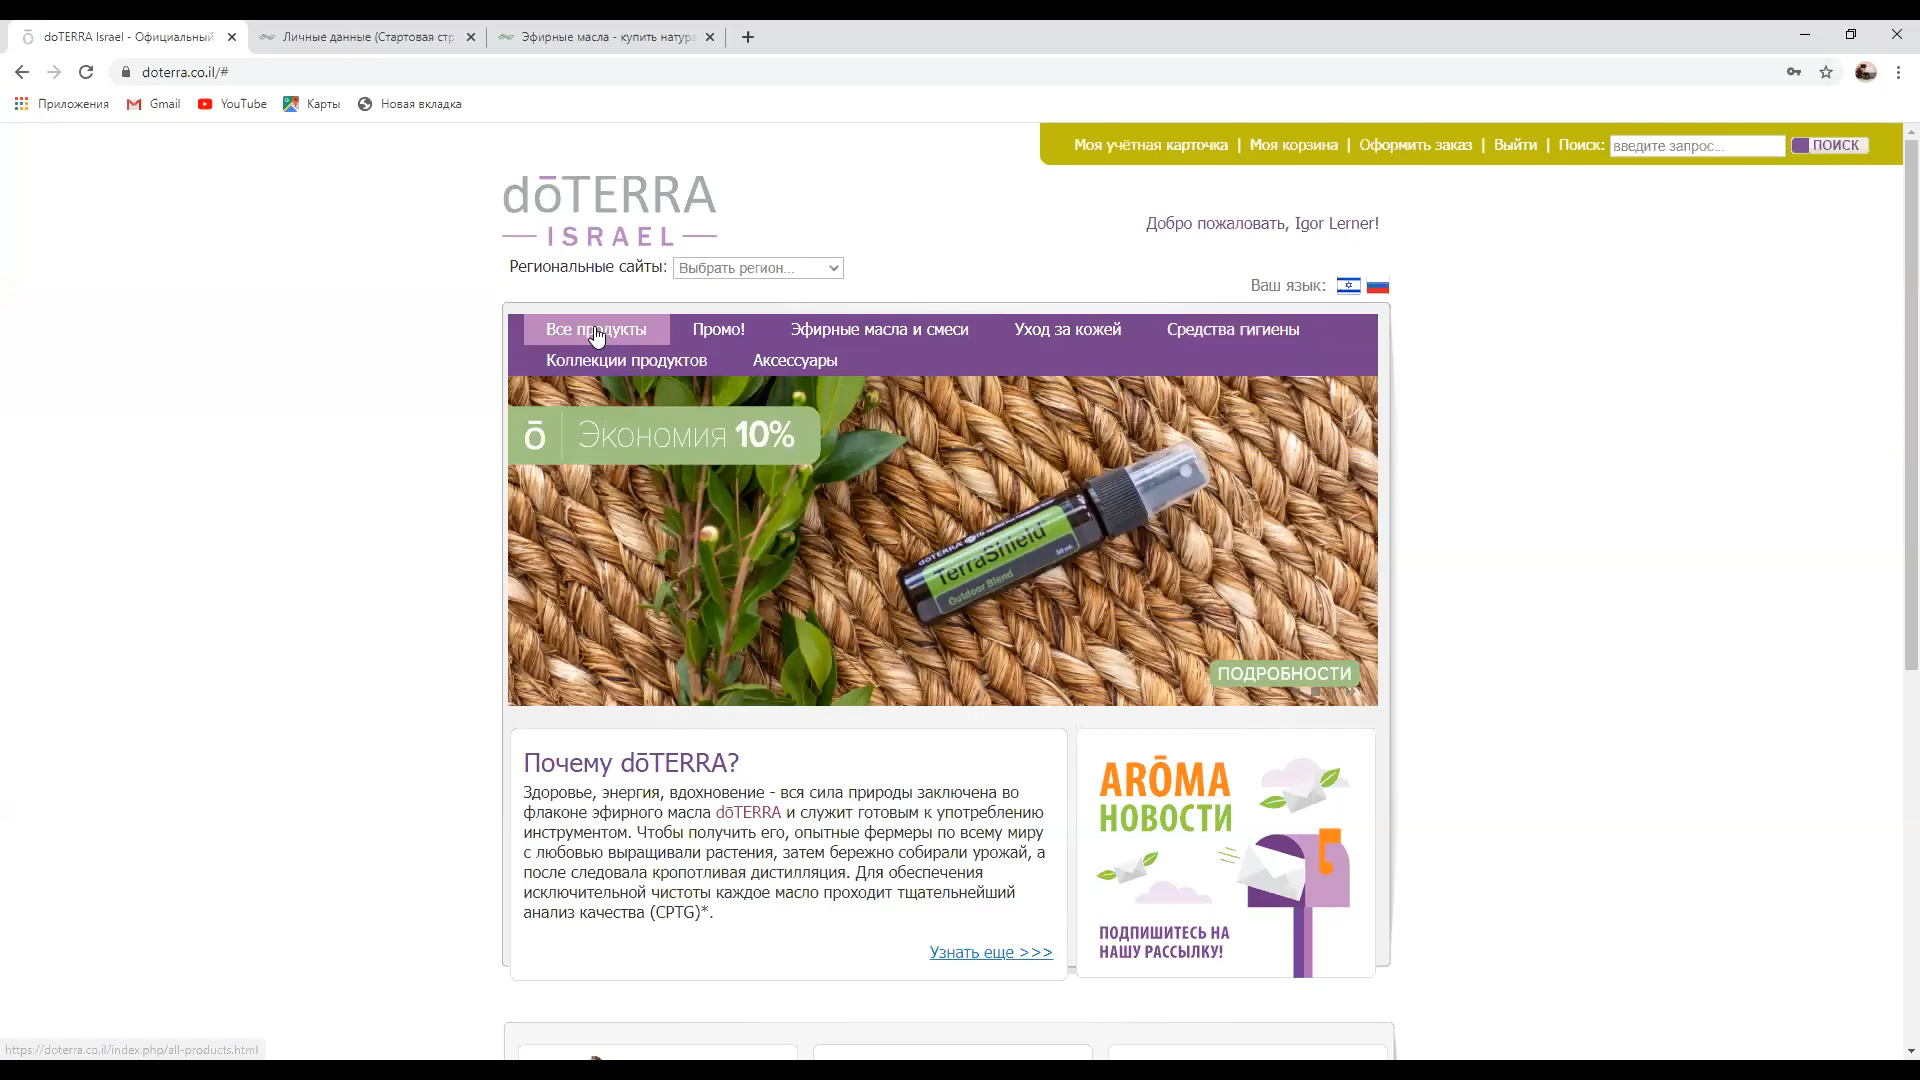 doTERRA Israel - Официальный
Личные данные (Стартовая стр
Эфирные масла - купить натура
doterra.co.il/#
Приложения
Gmail
YouTube
Карты
Новая вкладка
Моя учётная карточка | Моя корзина | Оформить заказ | Выйти | Поиск: введите запрос... ПОИСК
dōTERRA
ISRAEL
Добро пожаловать, Igor Lerner!
Региональные сайты: Выбрать регион...
Ваш язык:
Все продукты Промо! Эфирные масла и смеси Уход за кожей Средства гигиены
Коллекции продуктов Аксессуары
ō Экономия 10%
dōTERRA
TerraShield
Outdoor Blend
ПОДРОБНОСТИ
Почему dōTERRA?
Здоровье, энергия, вдохновение - вся сила природы заключена во
флаконе эфирного масла dōTERRA и служит готовым к употреблению
инструментом. Чтобы получить его, опытные фермеры по всему миру
с любовью выращивали растения, затем бережно собирали урожай, а
после следовала кропотливая дистилляция. Для обеспечения
исключительной чистоты каждое масло проходит тщательнейший
анализ качества (CPTG)*.
Узнать еще >>>
ARŌMA
НОВОСТИ
ПОДПИШИТЕСЬ НА
НАШУ РАССЫЛКУ!
https://doterra.co.il/index.php/all-products.html